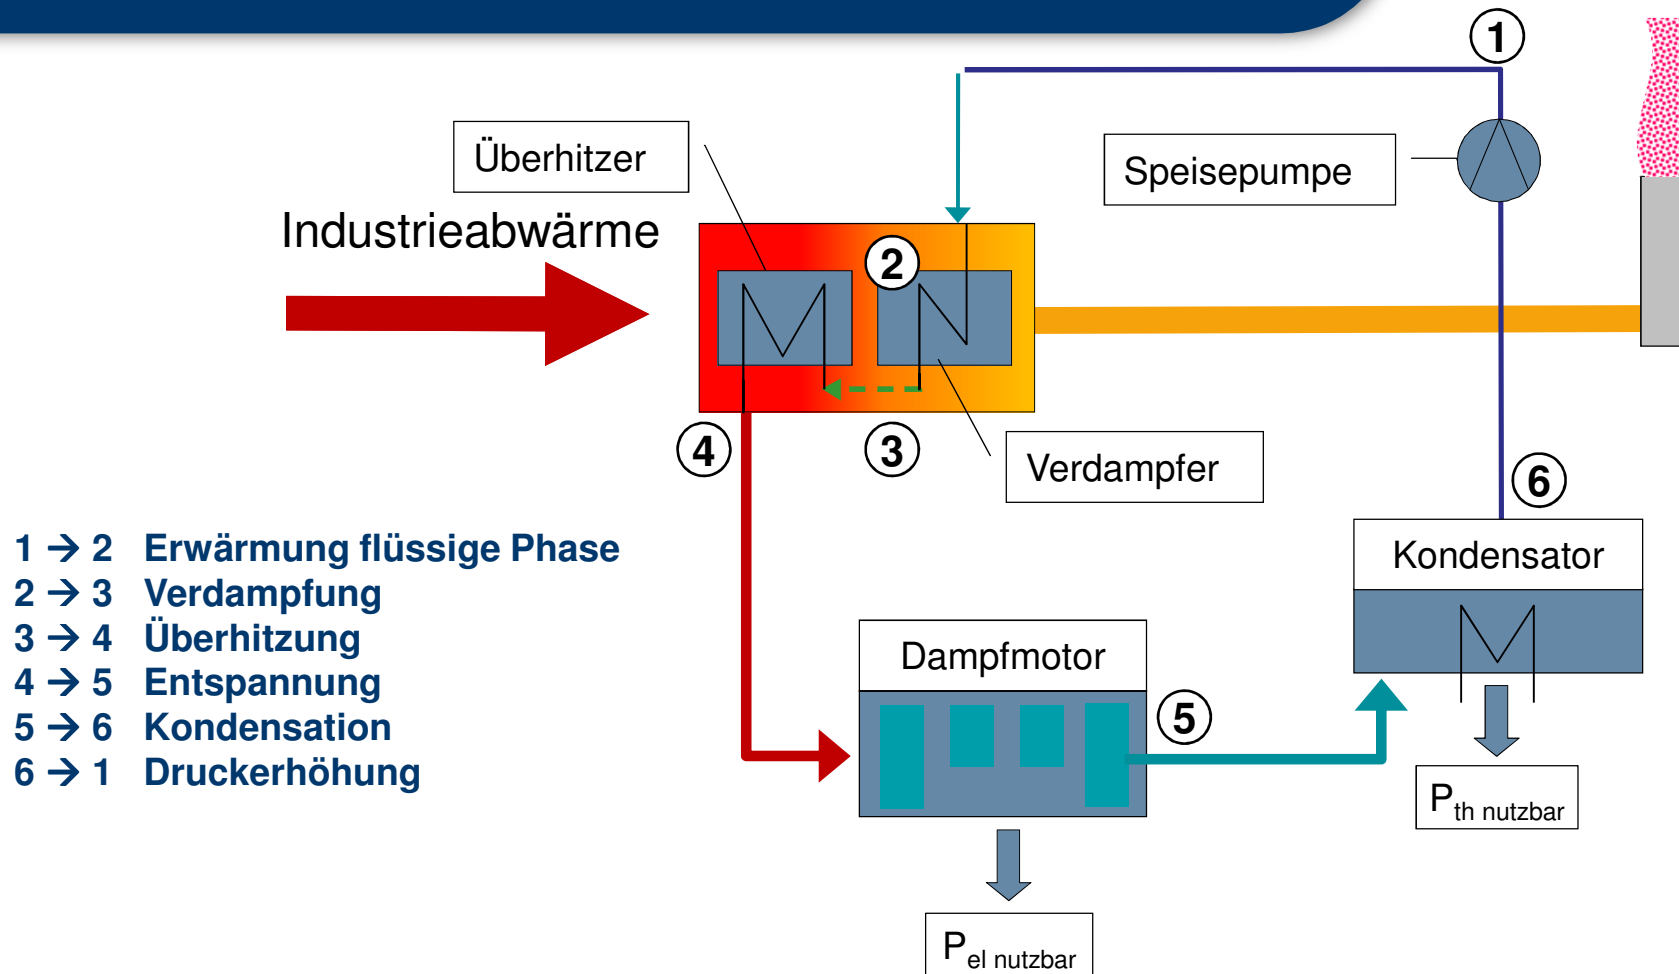 1
Überhitzer
Speisepumpe
Industrieabwärme
2
4
3
Verdampfer
6
1 → 2 Erwärmung flüssige Phase
2 → 3 Verdampfung
3 → 4 Überhitzung
4 → 5 Entspannung
5 → 6 Kondensation
6 → 1 Druckerhöhung
Kondensator
Dampfmotor
5
P th nutzbar
P el nutzbar